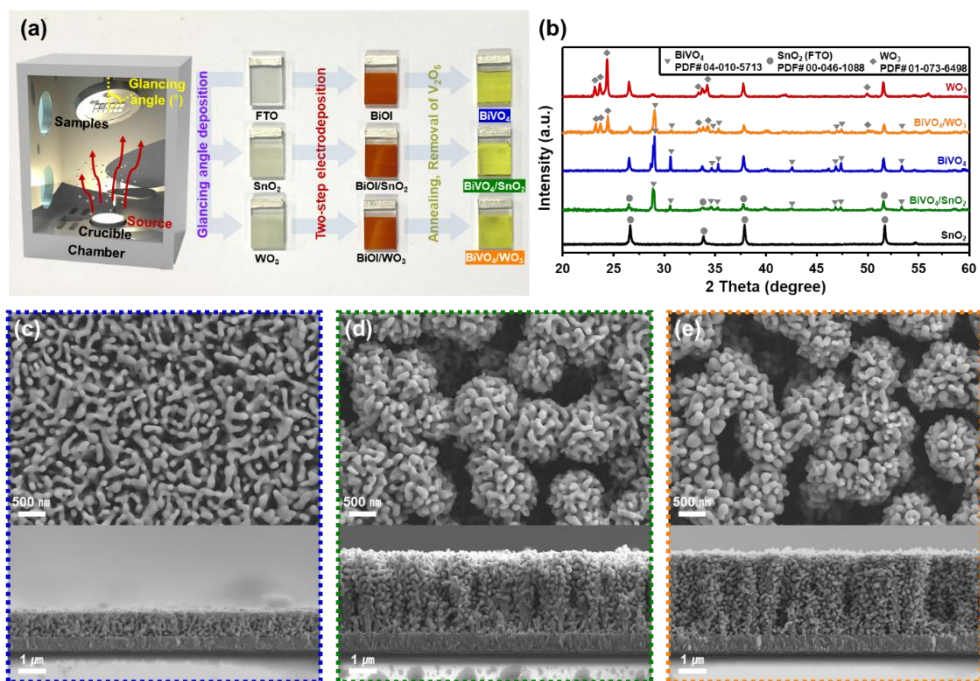 (a)
Glancing
angle (°)
Samples
Source
Crucible
Chamber
Glancing angle deposition
FTO
SnO₂
WO₃
Two-step electrodeposition
BiOI
BiOI/SnO₂
BiOI/WO₃
Annealing, Removal of V₂O₅
BiVO₄
BiVO₄/SnO₂
BiVO₄/WO₃
(b)
BiVO₄
PDF# 04-010-5713
SnO₂ (FTO)
PDF# 00-046-1088
WO₃
PDF# 01-073-6498
WO₃
BiVO₄/WO₃
BiVO₄
BiVO₄/SnO₂
SnO₂
Intensity (a.u.)
20 25 30 35 40 45 50 55 60
2 Theta (degree)
(c)
500 nm
1 μm
(d)
500 nm
1 μm
(e)
500 nm
1 μm